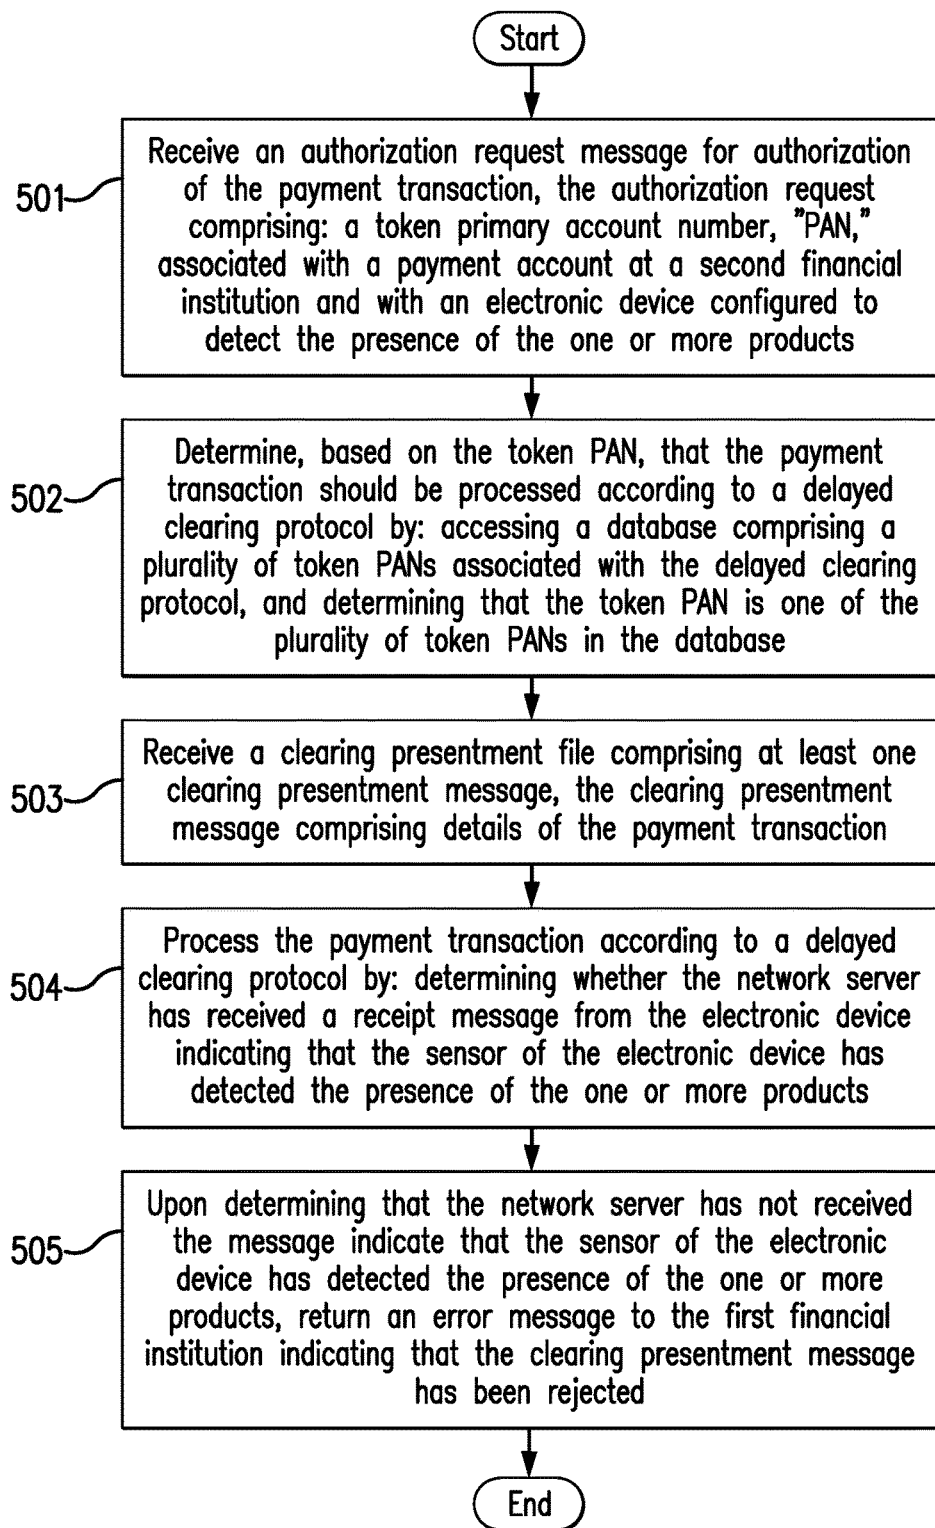 Start
501
Receive an authorization request message for authorization
of the payment transaction, the authorization request
comprising: a token primary account number, "PAN,"
associated with a payment account at a second financial
institution and with an electronic device configured to
detect the presence of the one or more products
502
Determine, based on the token PAN, that the payment
transaction should be processed according to a delayed
clearing protocol by: accessing a database comprising a
plurality of token PANs associated with the delayed clearing
protocol, and determining that the token PAN is one of the
plurality of token PANs in the database
503
Receive a clearing presentment file comprising at least one
clearing presentment message, the clearing presentment
message comprising details of the payment transaction
504
Process the payment transaction according to a delayed
clearing protocol by: determining whether the network server
has received a receipt message from the electronic device
indicating that the sensor of the electronic device has
detected the presence of the one or more products
505
Upon determining that the network server has not received
the message indicate that the sensor of the electronic
device has detected the presence of the one or more
products, return an error message to the first financial
institution indicating that the clearing presentment message
has been rejected
End